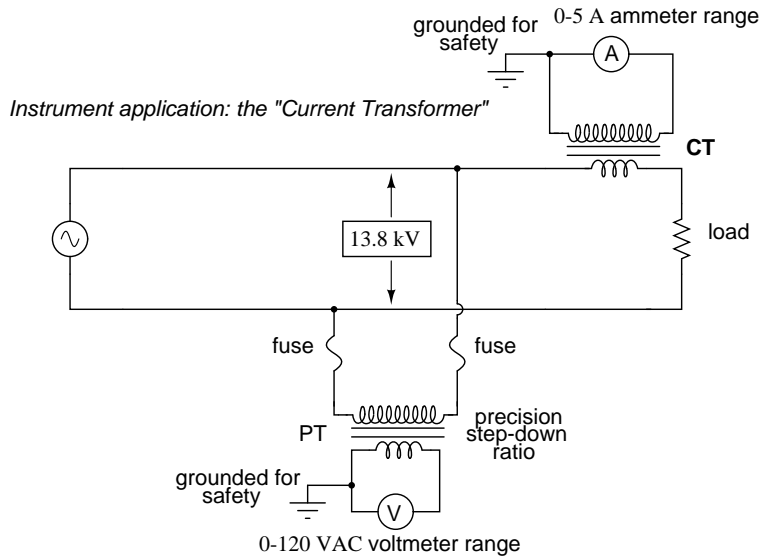 0-5 A ammeter range
grounded for
safety
A
Instrument application: the "Current Transformer"
CT
13.8 kV
load
fuse
fuse
PT
precision
step-down
ratio
grounded for
safety
V
0-120 VAC voltmeter range